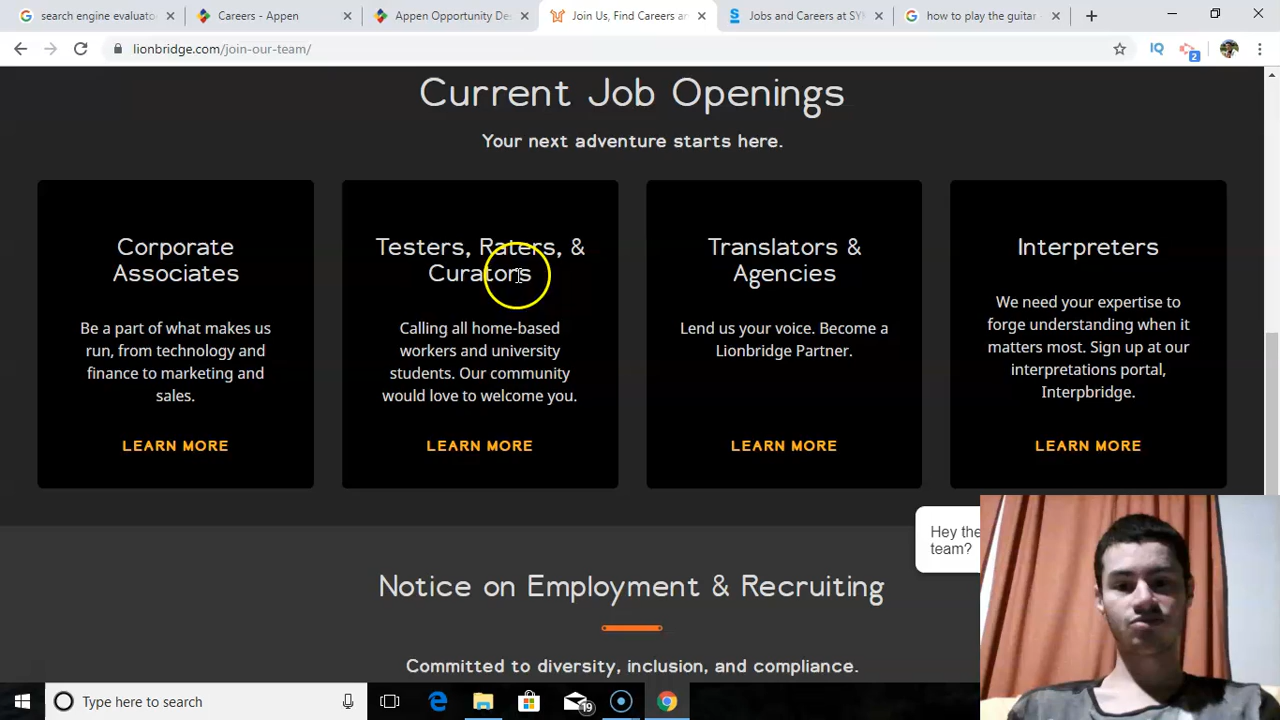 search engine evaluato
Careers - Appen
Appen Opportunity De
Join Us, Find Careers a
Jobs and Careers at SY
how to play the guitar
lionbridge.com/join-our-team/
IQ
2
Current Job Openings
Your next adventure starts here.
Corporate
Associates
Be a part of what makes us
run, from technology and
finance to marketing and
sales.
LEARN MORE
Testers, Raters, &
Curators
Calling all home-based
workers and university
students. Our community
would love to welcome you.
LEARN MORE
Translators &
Agencies
Lend us your voice. Become a
Lionbridge Partner.
LEARN MORE
Interpreters
We need your expertise to
forge understanding when it
matters most. Sign up at our
interpretations portal,
Interpbridge.
LEARN MORE
Hey the
team?
Notice on Employment & Recruiting
Committed to diversity, inclusion, and compliance.
Type here to search
19